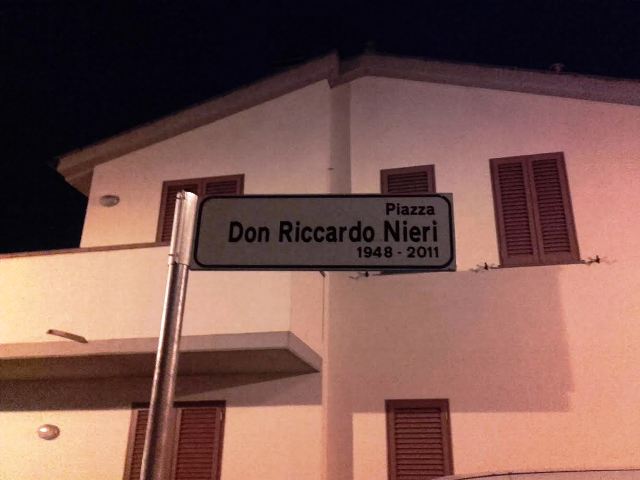 Piazza
Don Riccardo Nieri
1948 - 2011